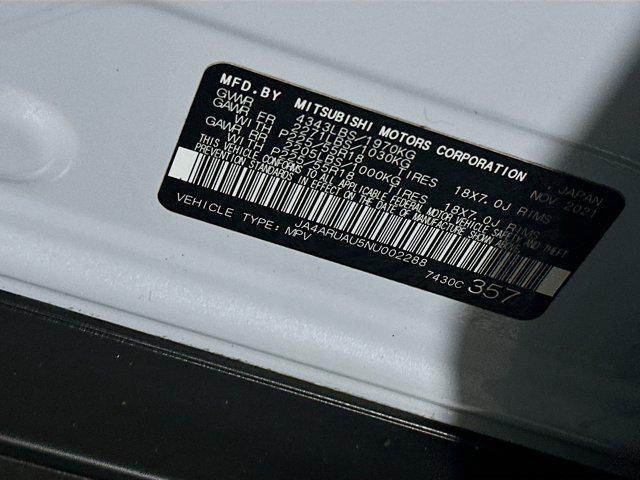 MFD.BY MITSUBISHI MOTORS CORPORATION , JAPAN
GVWR 4343LBS/1970KG NOV.2021
GAWR FR 2271LBS/1030KG
WITH P225/55R18 TIRES 18X7.0J RIMS
GAWR RR 2205LBS/1000KG
WITH P225/55R18 TIRES 18X7.0J RIMS
THIS VEHICLE CONFORMS TO ALL APPLICABLE FEDERAL MOTOR VEHICLE SAFETY AND THEFT
PREVENTION STANDARDS IN EFFECT ON THE DATE OF MANUFACTURE SHOWN ABOVE.
JA4ARUAU5NU002288
VEHICLE TYPE: MPV 7430C 357